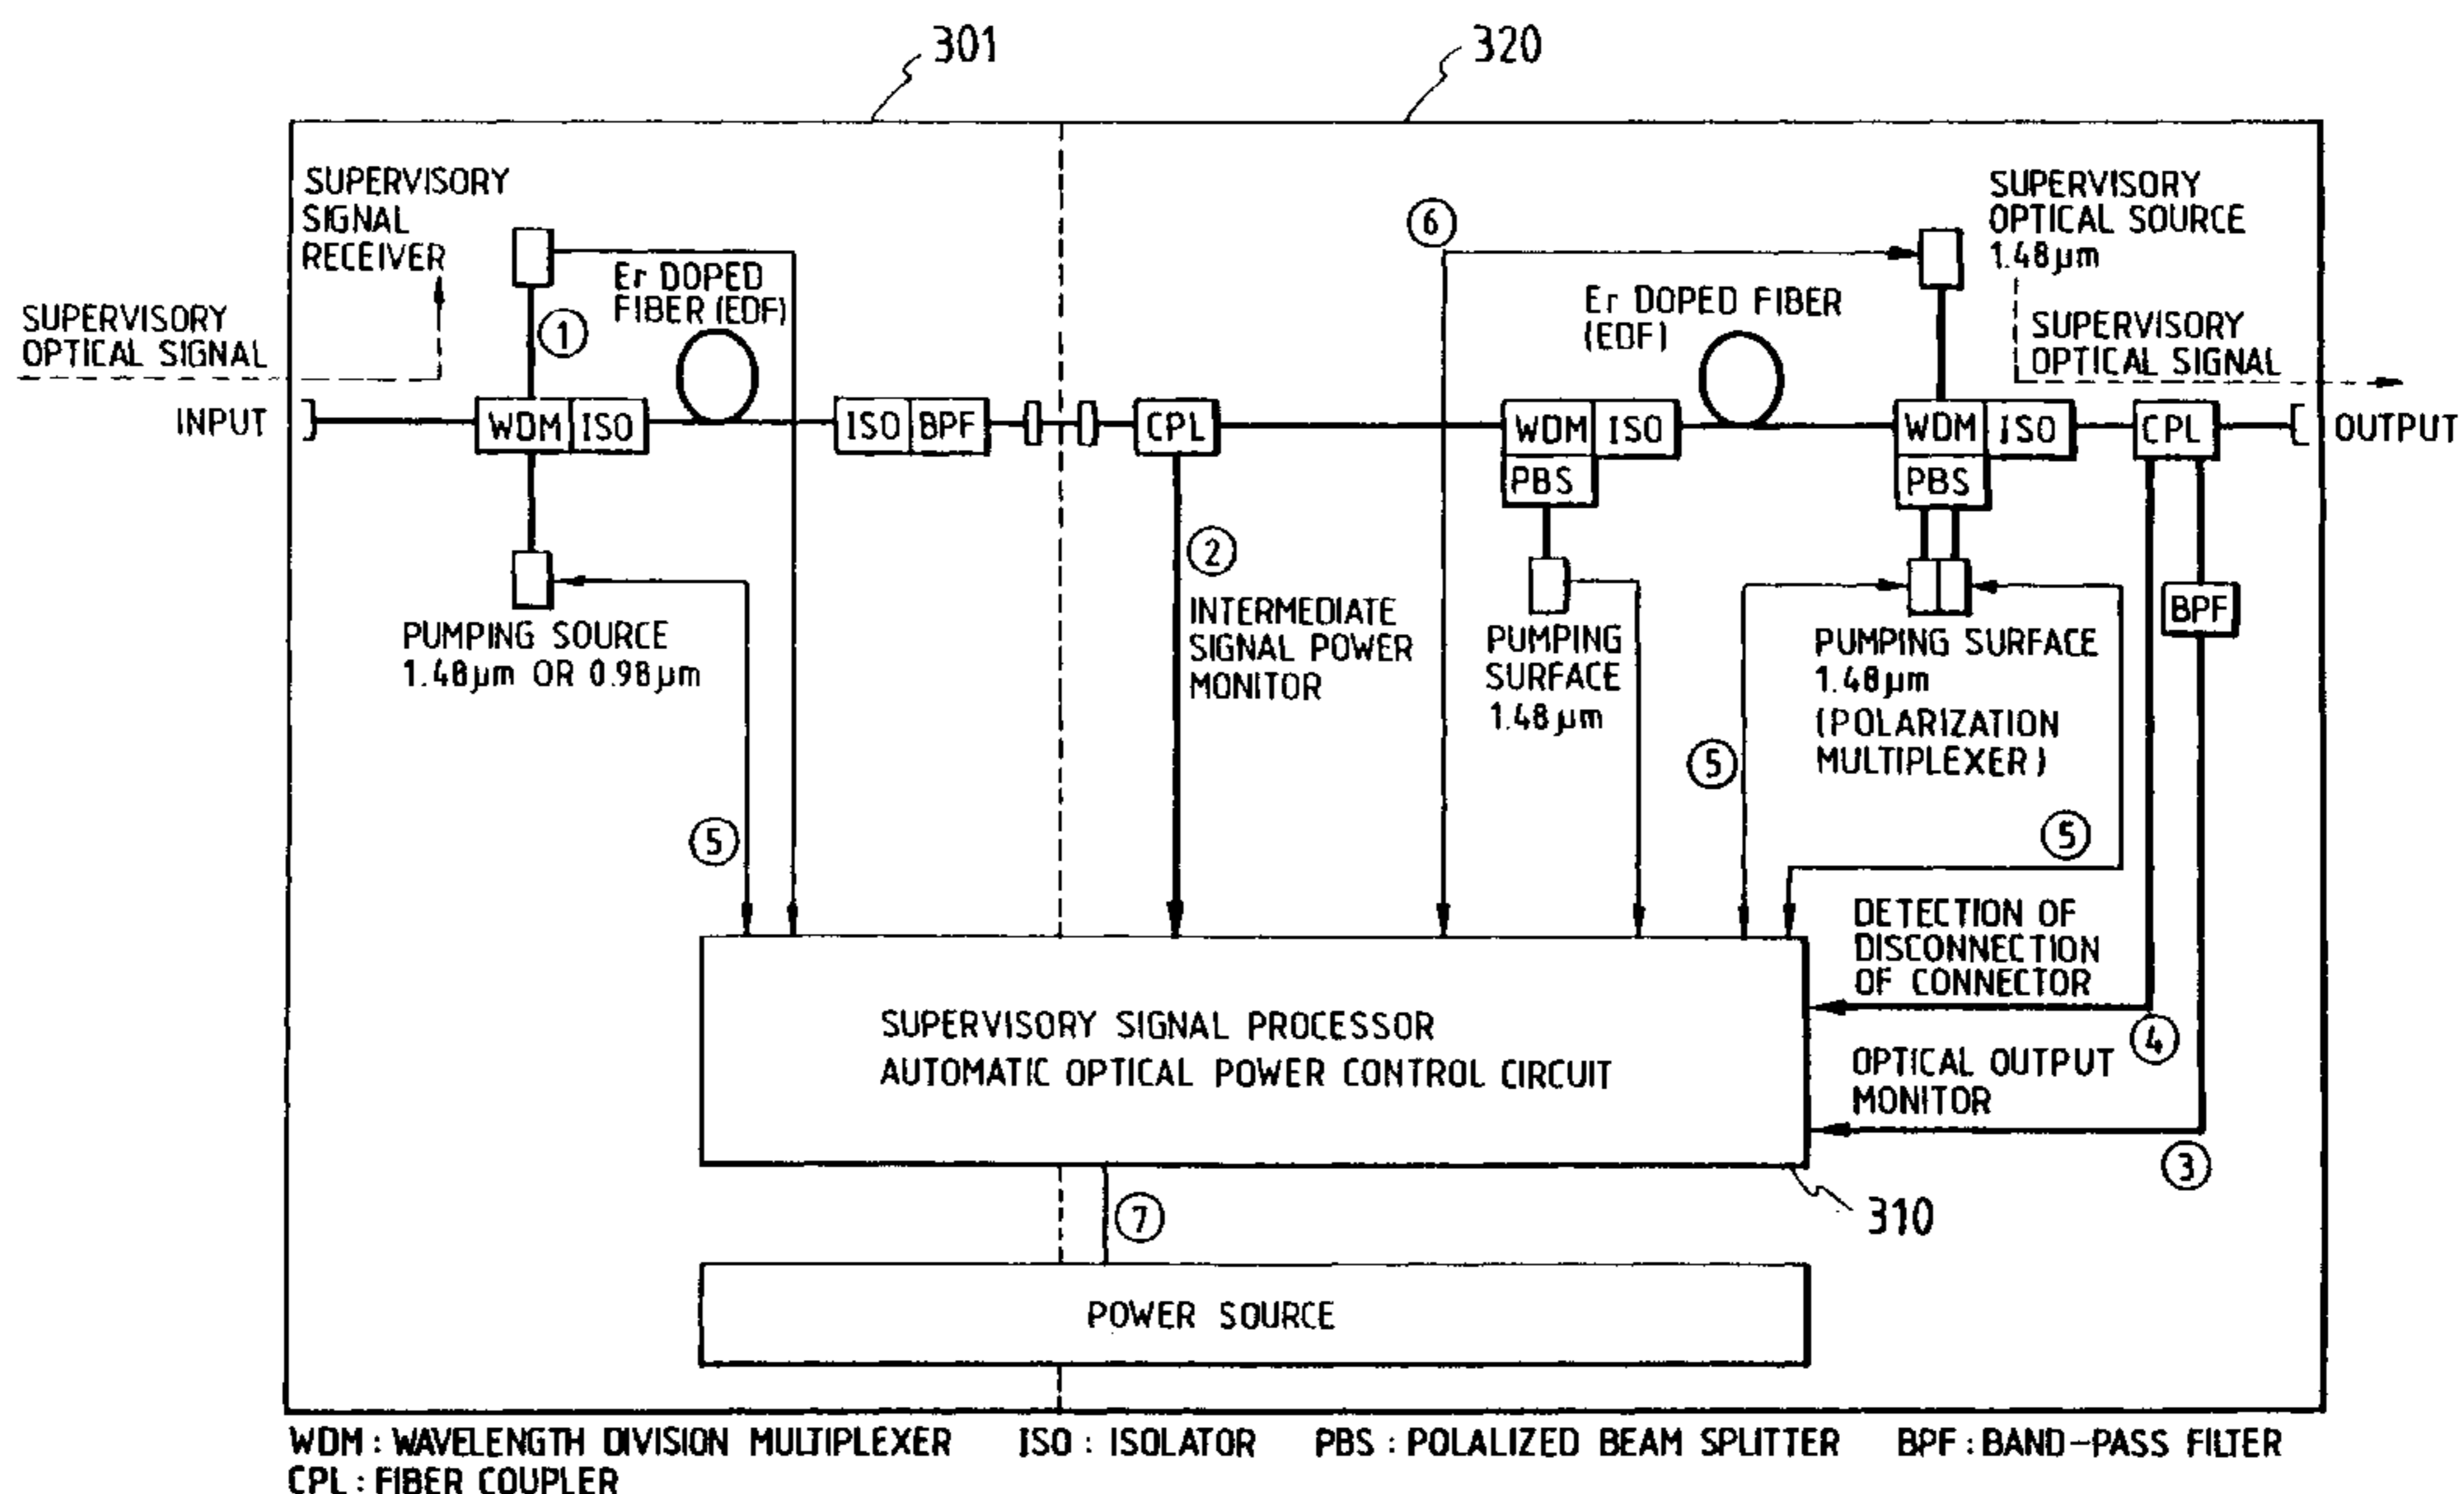 301
320
SUPERVISORY
SIGNAL
RECEIVER
SUPERVISORY
OPTICAL SIGNAL
INPUT
1
Er DOPED
FIBER (EDF)
WDM
ISO
ISO
BPF
CPL
6
Er DOPED FIBER
(EDF)
SUPERVISORY
OPTICAL SOURCE
1.48µm
SUPERVISORY
OPTICAL SIGNAL
WDM
ISO
PBS
WDM
ISO
PBS
CPL
OUTPUT
PUMPING SOURCE
1.48µm OR 0.98µm
2
INTERMEDIATE
SIGNAL POWER
MONITOR
PUMPING
SURFACE
1.48µm
PUMPING SURFACE
1.48µm
(POLARIZATION
MULTIPLEXER)
BPF
5
5
5
DETECTION OF
DISCONNECTION
OF CONNECTOR
4
OPTICAL OUTPUT
MONITOR
3
SUPERVISORY SIGNAL PROCESSOR
AUTOMATIC OPTICAL POWER CONTROL CIRCUIT
310
7
POWER SOURCE
WDM : WAVELENGTH DIVISION MULTIPLEXER ISO : ISOLATOR PBS : POLALIZED BEAM SPLITTER BPF : BAND-PASS FILTER
CPL : FIBER COUPLER